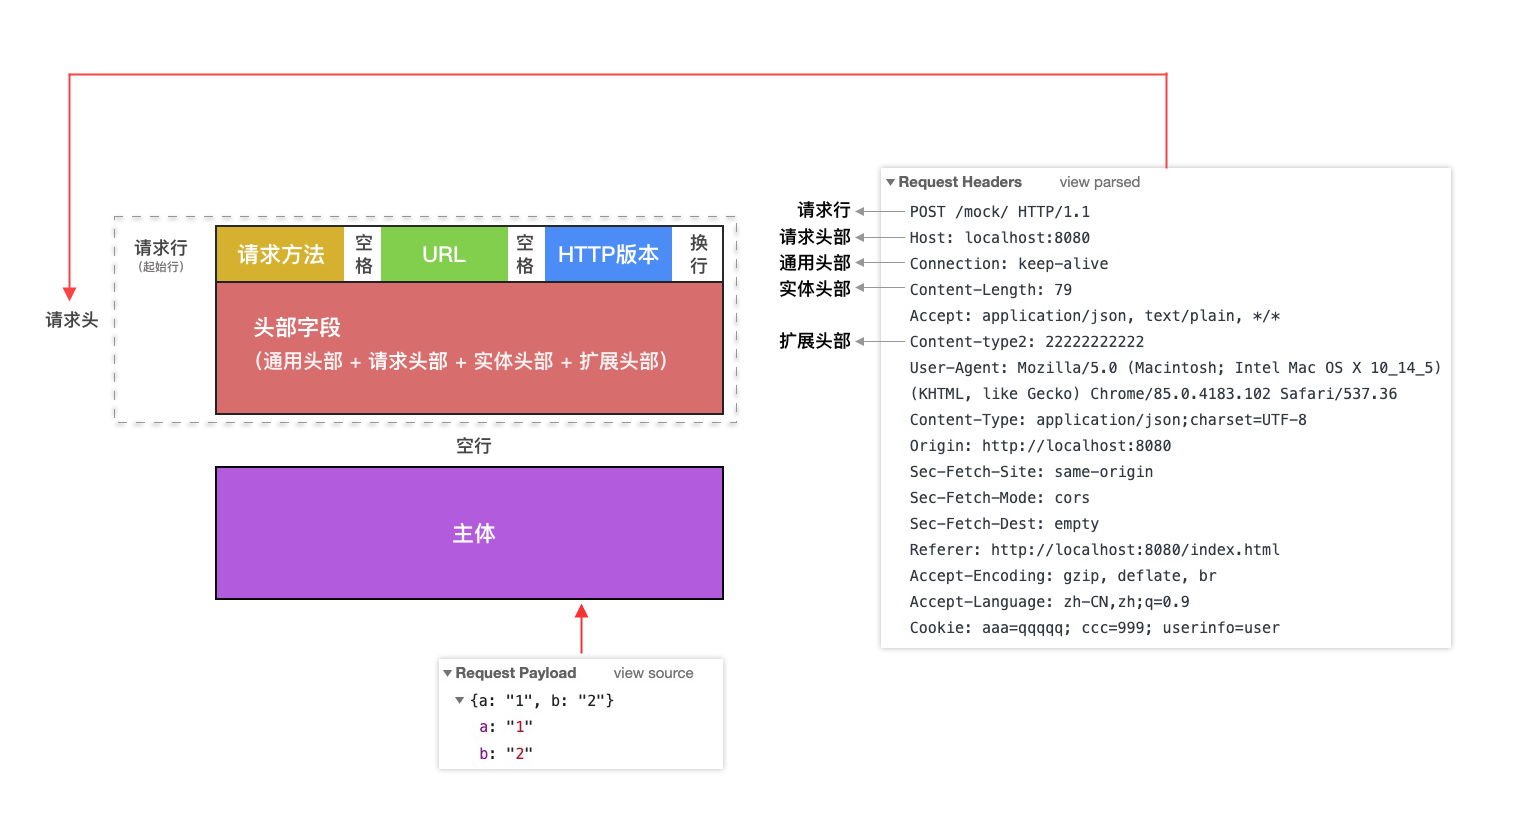 请求行
(起始行)
请求方法
空格
URL
空格
HTTP版本
换行
请求头
头部字段
(通用头部 + 请求头部 + 实体头部 + 扩展头部)
空行
主体
Request Payload view source
{a: "1", b: "2"}
a: "1"
b: "2"
Request Headers view parsed
请求行 POST /mock/ HTTP/1.1
请求头部 Host: localhost:8080
通用头部 Connection: keep-alive
实体头部 Content-Length: 79
Accept: application/json, text/plain, */*
扩展头部 Content-type2: 22222222222
User-Agent: Mozilla/5.0 (Macintosh; Intel Mac OS X 10_14_5)
(KHTML, like Gecko) Chrome/85.0.4183.102 Safari/537.36
Content-Type: application/json;charset=UTF-8
Origin: http://localhost:8080
Sec-Fetch-Site: same-origin
Sec-Fetch-Mode: cors
Sec-Fetch-Dest: empty
Referer: http://localhost:8080/index.html
Accept-Encoding: gzip, deflate, br
Accept-Language: zh-CN,zh;q=0.9
Cookie: aaa=qqqqq; ccc=999; userinfo=user